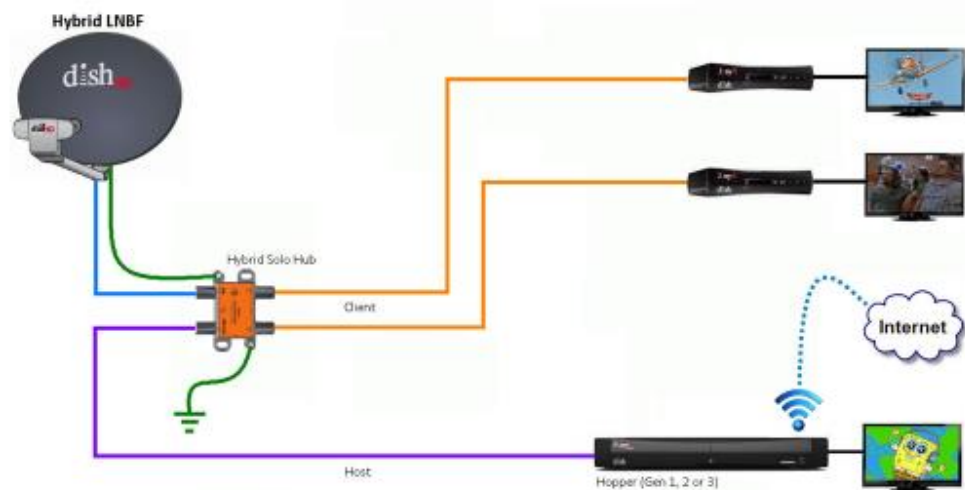 Hybrid LNBF
dish
Hybrid Solo Hub
Client
Internet
Host
Hopper (Gen 1, 2 or 3)